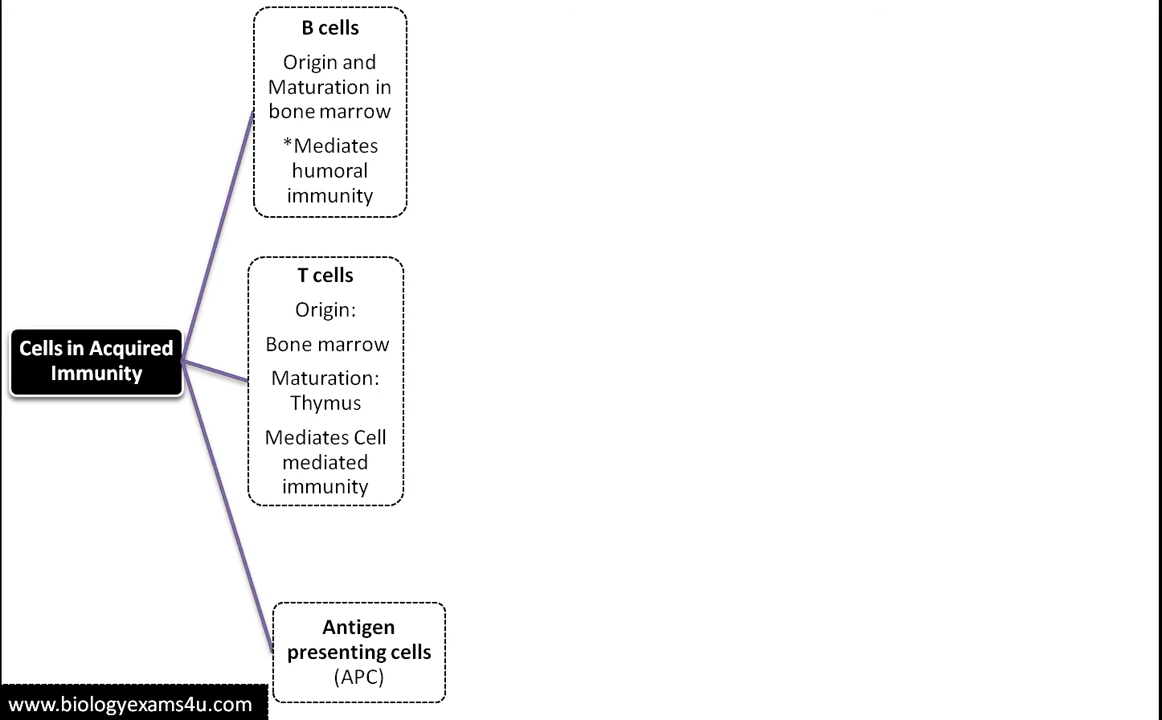 B cells
Origin and
Maturation in
bone marrow
*Mediates
humoral
immunity
T cells
Origin:
Bone marrow
Maturation:
Thymus
Mediates Cell
mediated
immunity
Cells in Acquired
Immunity
Antigen
presenting cells
(APC)
www.biologyexams4u.com